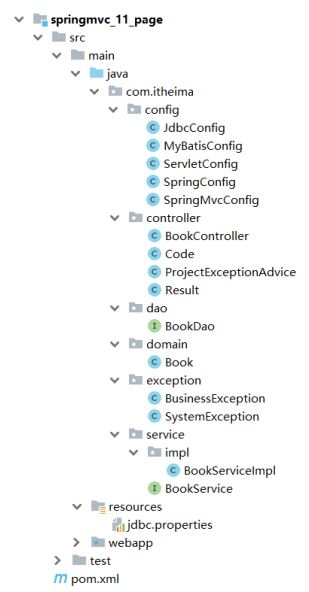 springmvc_11_page
src
main
java
com.itheima
config
C JdbcConfig
C MyBatisConfig
C ServletConfig
C SpringConfig
C SpringMvcConfig
controller
C BookController
C Code
C ProjectExceptionAdvice
C Result
dao
I BookDao
domain
C Book
exception
C BusinessException
C SystemException
service
impl
C BookServiceImpl
I BookService
resources
jdbc.properties
webapp
test
m pom.xml